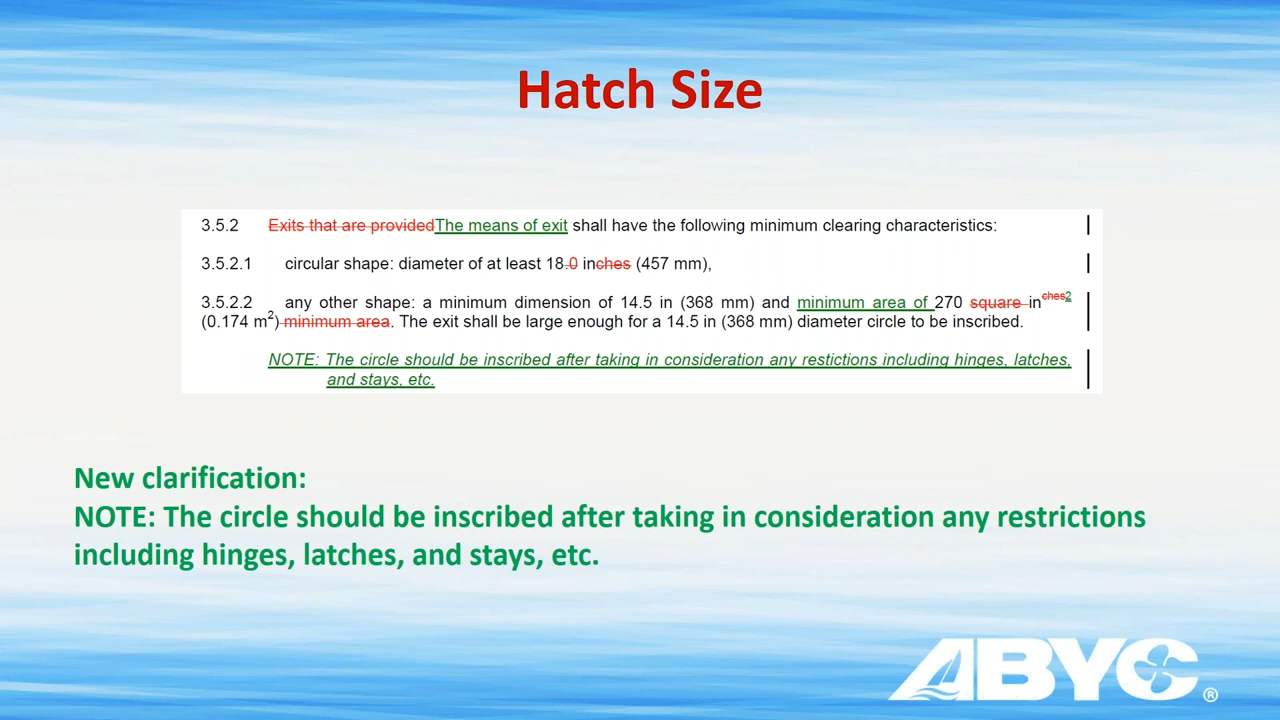 Hatch Size
3.5.2 Exits that are providedThe means of exit shall have the following minimum clearing characteristics:
3.5.2.1 circular shape: diameter of at least 18.0 inches (457 mm),
3.5.2.2 any other shape: a minimum dimension of 14.5 in (368 mm) and minimum area of 270 square inches2
(0.174 m2) minimum area. The exit shall be large enough for a 14.5 in (368 mm) diameter circle to be inscribed.
NOTE: The circle should be inscribed after taking in consideration any restictions including hinges, latches,
and stays, etc.
New clarification:
NOTE: The circle should be inscribed after taking in consideration any restrictions
including hinges, latches, and stays, etc.
ABYC®